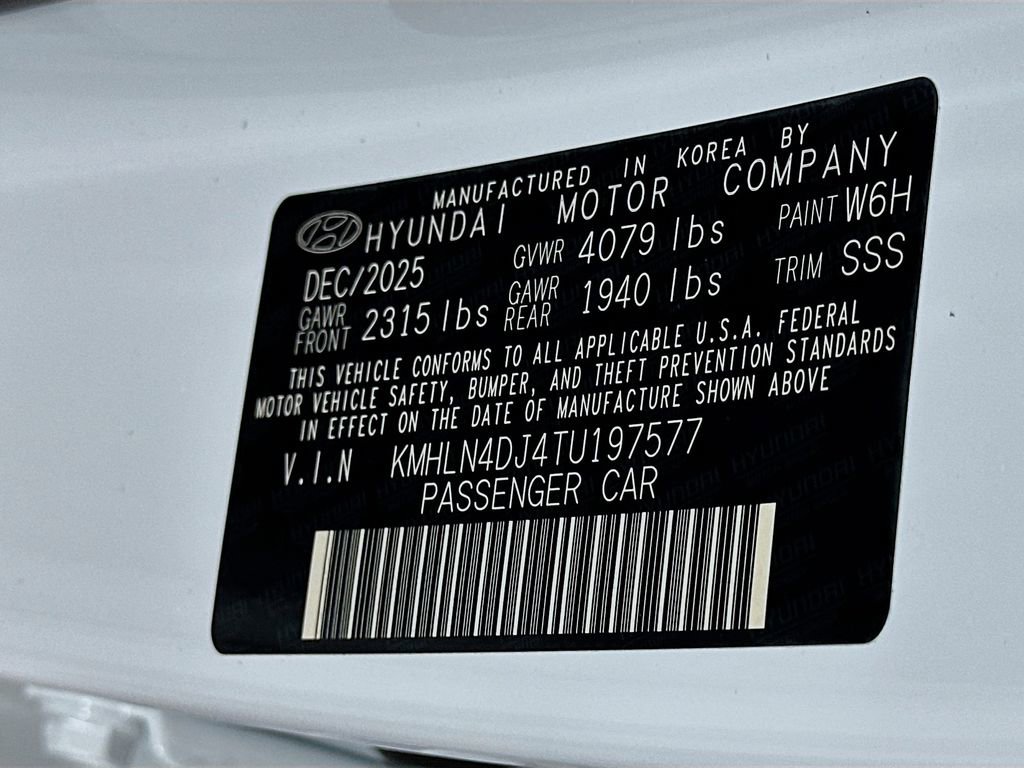 MANUFACTURED IN KOREA BY
HYUNDAI MOTOR COMPANY
DEC/2025 GVWR 4079 lbs PAINT W6H
GAWR FRONT 2315 lbs GAWR REAR 1940 lbs TRIM SSS
THIS VEHICLE CONFORMS TO ALL APPLICABLE U.S.A. FEDERAL
MOTOR VEHICLE SAFETY, BUMPER, AND THEFT PREVENTION STANDARDS
IN EFFECT ON THE DATE OF MANUFACTURE SHOWN ABOVE
V.I.N KMHLN4DJ4TU197577
PASSENGER CAR